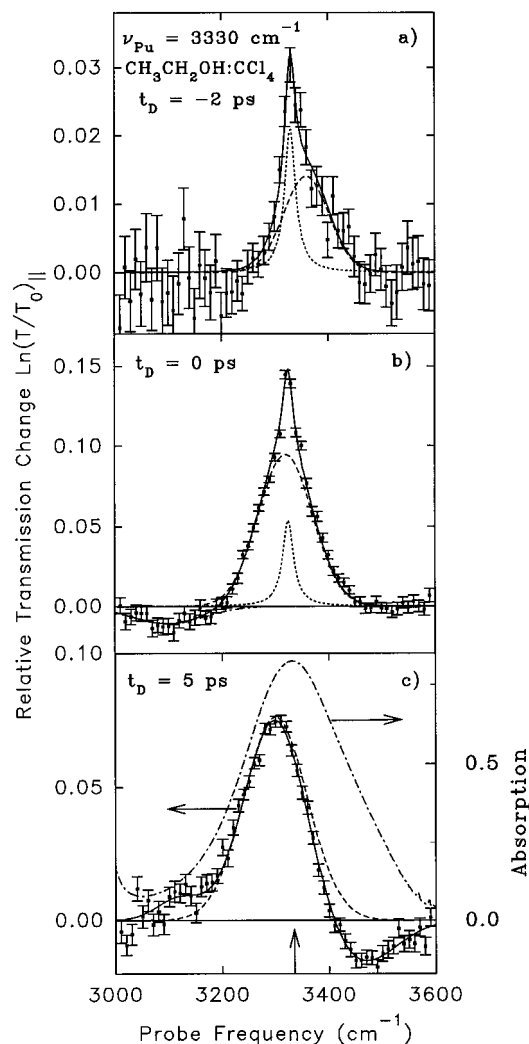 ν_Pu = 3330 cm⁻¹ a)
CH₃CH₂OH:CCl₄
t_D = −2 ps
0.03
0.02
0.01
0.00
t_D = 0 ps b)
0.15
0.10
0.05
0.00
t_D = 5 ps c)
0.10
0.05
0.00
0.5
0.0
3000 3200 3400 3600
Probe Frequency (cm⁻¹)
Relative Transmission Change Ln(T/T₀)||
Absorption